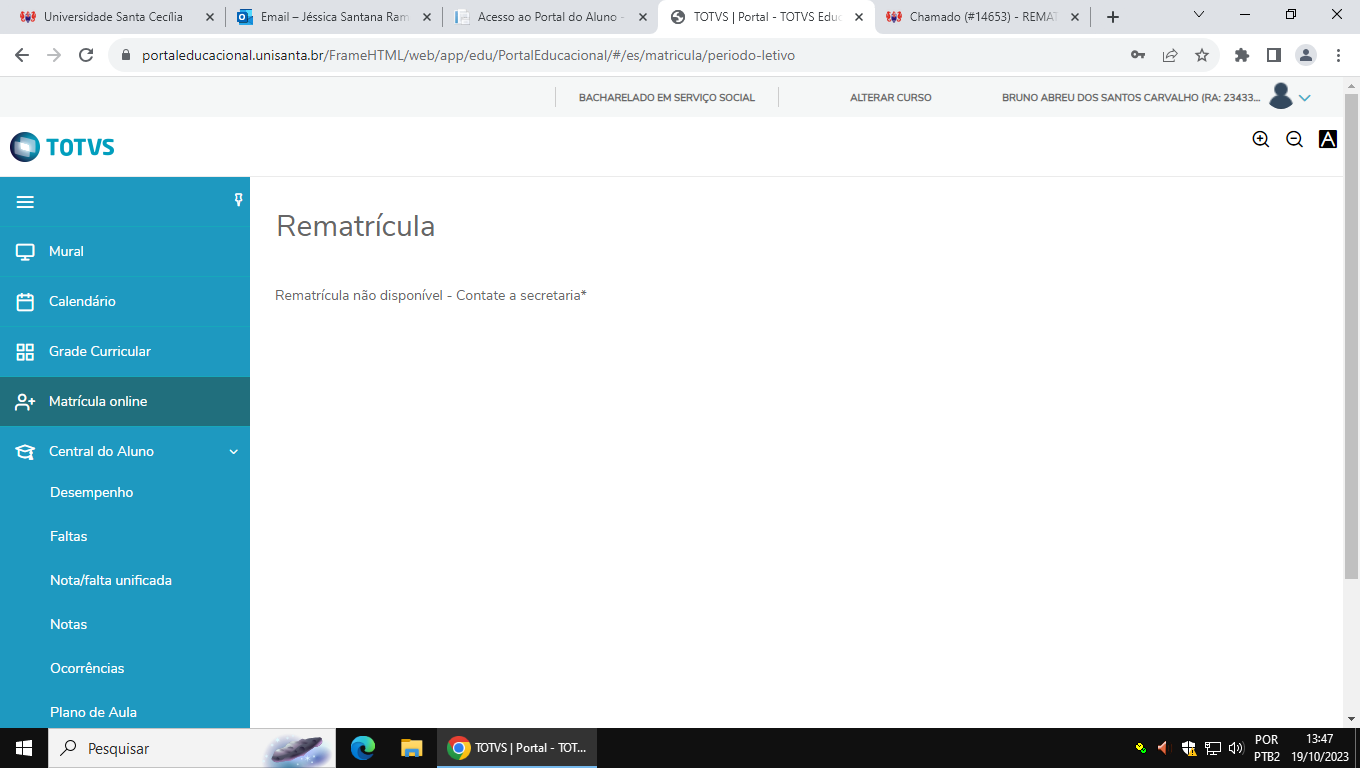 Universidade Santa Cecília
Email – Jéssica Santana Ram
Acesso ao Portal do Aluno -
TOTVS | Portal - TOTVS Educ
Chamado (#14653) - REMAT
portaleducacional.unisanta.br/FrameHTML/web/app/edu/PortalEducacional/#/es/matricula/periodo-letivo
BACHARELADO EM SERVIÇO SOCIAL
ALTERAR CURSO
BRUNO ABREU DOS SANTOS CARVALHO (RA: 23433...
TOTVS
A
Rematrícula
Mural
Rematrícula não disponível - Contate a secretaria*
Calendário
Grade Curricular
Matrícula online
Central do Aluno
Desempenho
Faltas
Nota/falta unificada
Notas
Ocorrências
Plano de Aula
Pesquisar
TOTVS | Portal - TOT...
POR
PTB2
13:47
19/10/2023